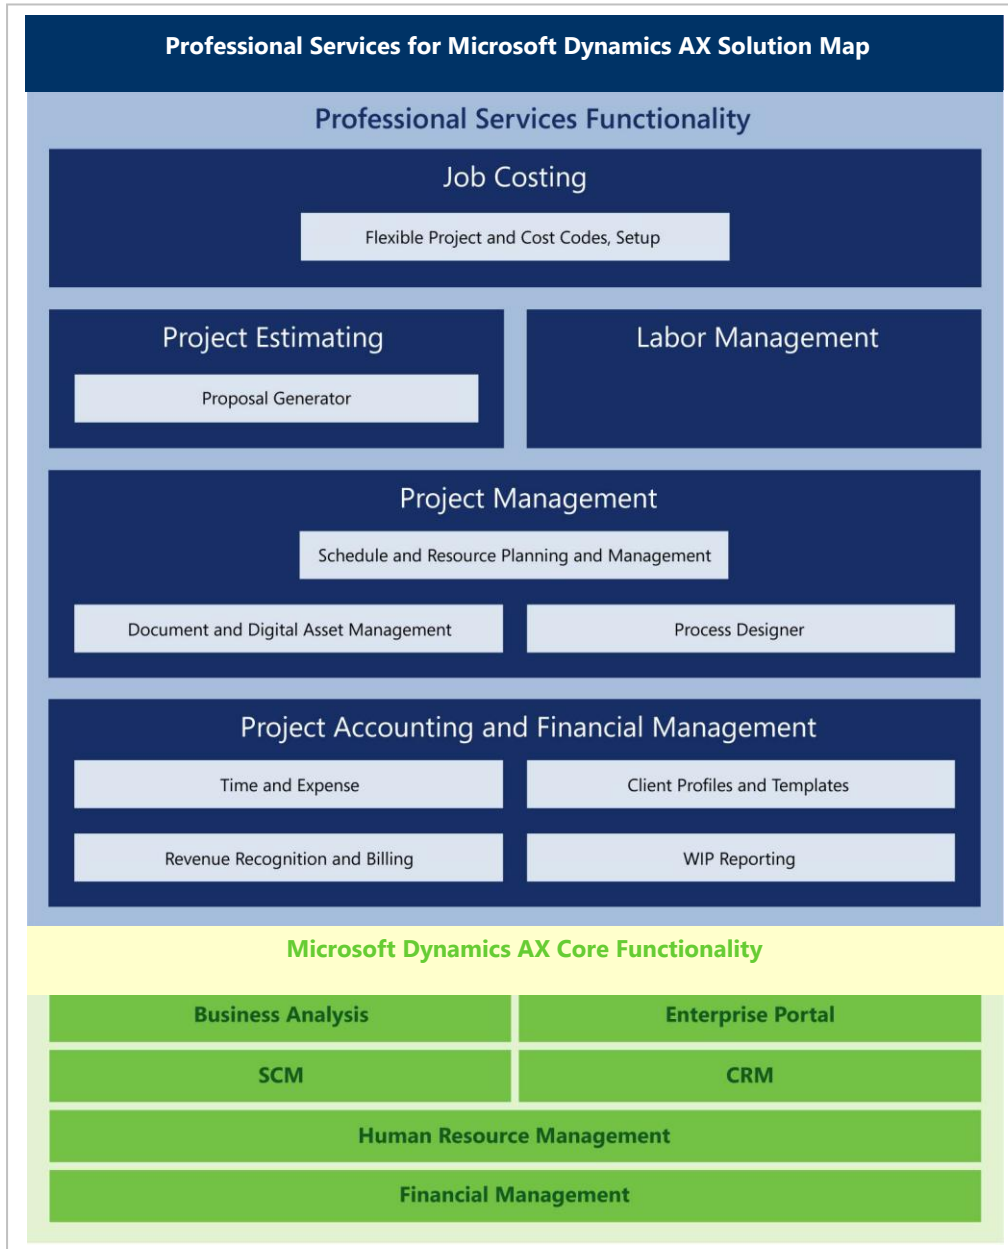 Professional Services for Microsoft Dynamics AX Solution Map
Professional Services Functionality
Job Costing
Flexible Project and Cost Codes, Setup
Project Estimating
Proposal Generator
Labor Management
Project Management
Schedule and Resource Planning and Management
Document and Digital Asset Management
Process Designer
Project Accounting and Financial Management
Time and Expense
Client Profiles and Templates
Revenue Recognition and Billing
WIP Reporting
Microsoft Dynamics AX Core Functionality
Business Analysis
Enterprise Portal
SCM
CRM
Human Resource Management
Financial Management